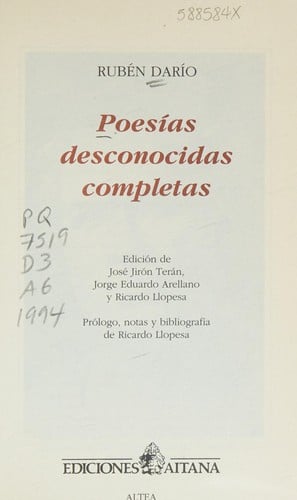 588584X
RUBÉN DARÍO
Poesías
desconocidas
completas
PQ
7519
D3
A6
1994
Edición de
José Jirón Terán,
Jorge Eduardo Arellano
y Ricardo Llopesa
Prólogo, notas y bibliografia
de Ricardo Llopesa
EDICIONES AITANA
ALTEA